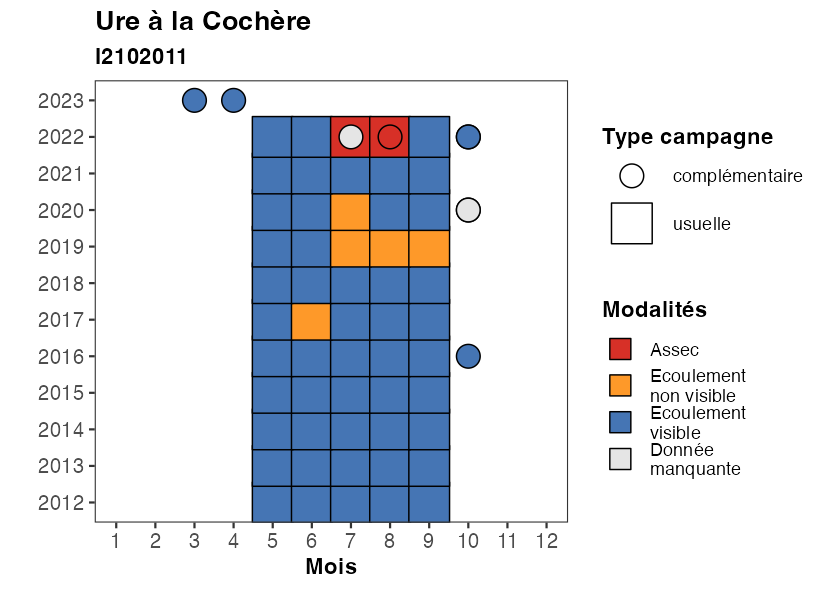 Ure à la Cochère
I2102011
2023
2022
2021
2020
2019
2018
2017
2016
2015
2014
2013
2012
1 2 3 4 5 6 7 8 9 10 11 12
Mois
Type campagne
complémentaire
usuelle
Modalités
Assec
Ecoulement
non visible
Ecoulement
visible
Donnée
manquante